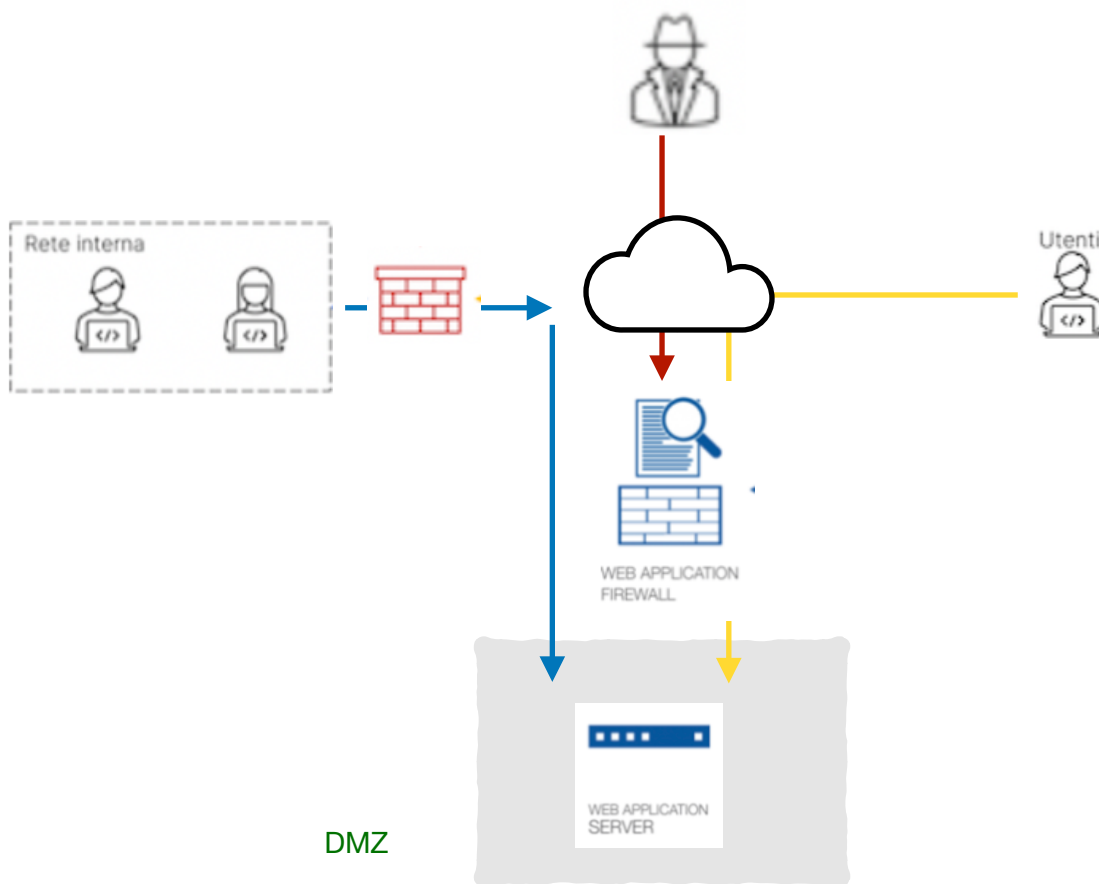 Rete interna
</>
</>
Utenti
</>
WEB APPLICATION
FIREWALL
WEB APPLICATION
SERVER
DMZ